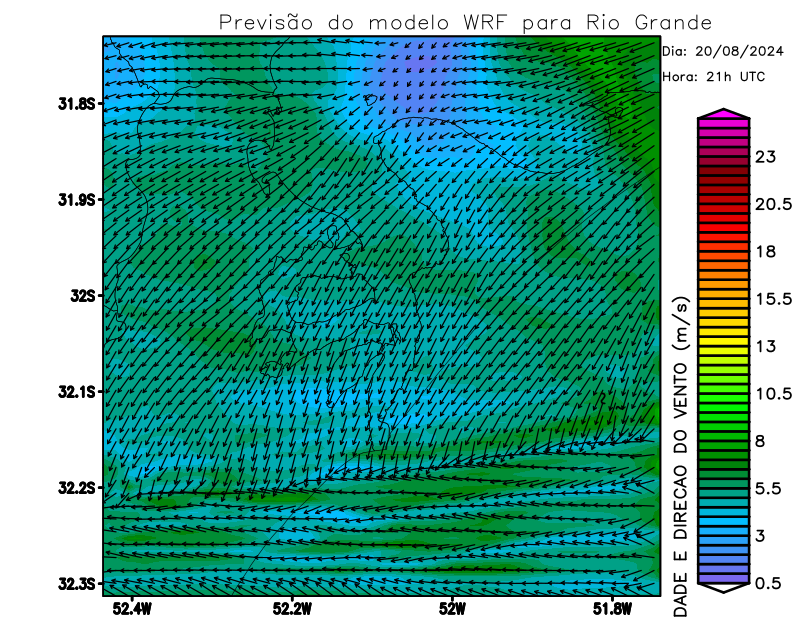 Previsão do modelo WRF para Rio Grande
Dia: 20/08/2024
Hora: 21h UTC
31.8S
31.9S
32S
32.1S
32.2S
32.3S
52.4W
52.2W
52W
51.8W
23
20.5
18
15.5
13
10.5
8
5.5
3
0.5
DADE E DIRECAO DO VENTO (m/s)